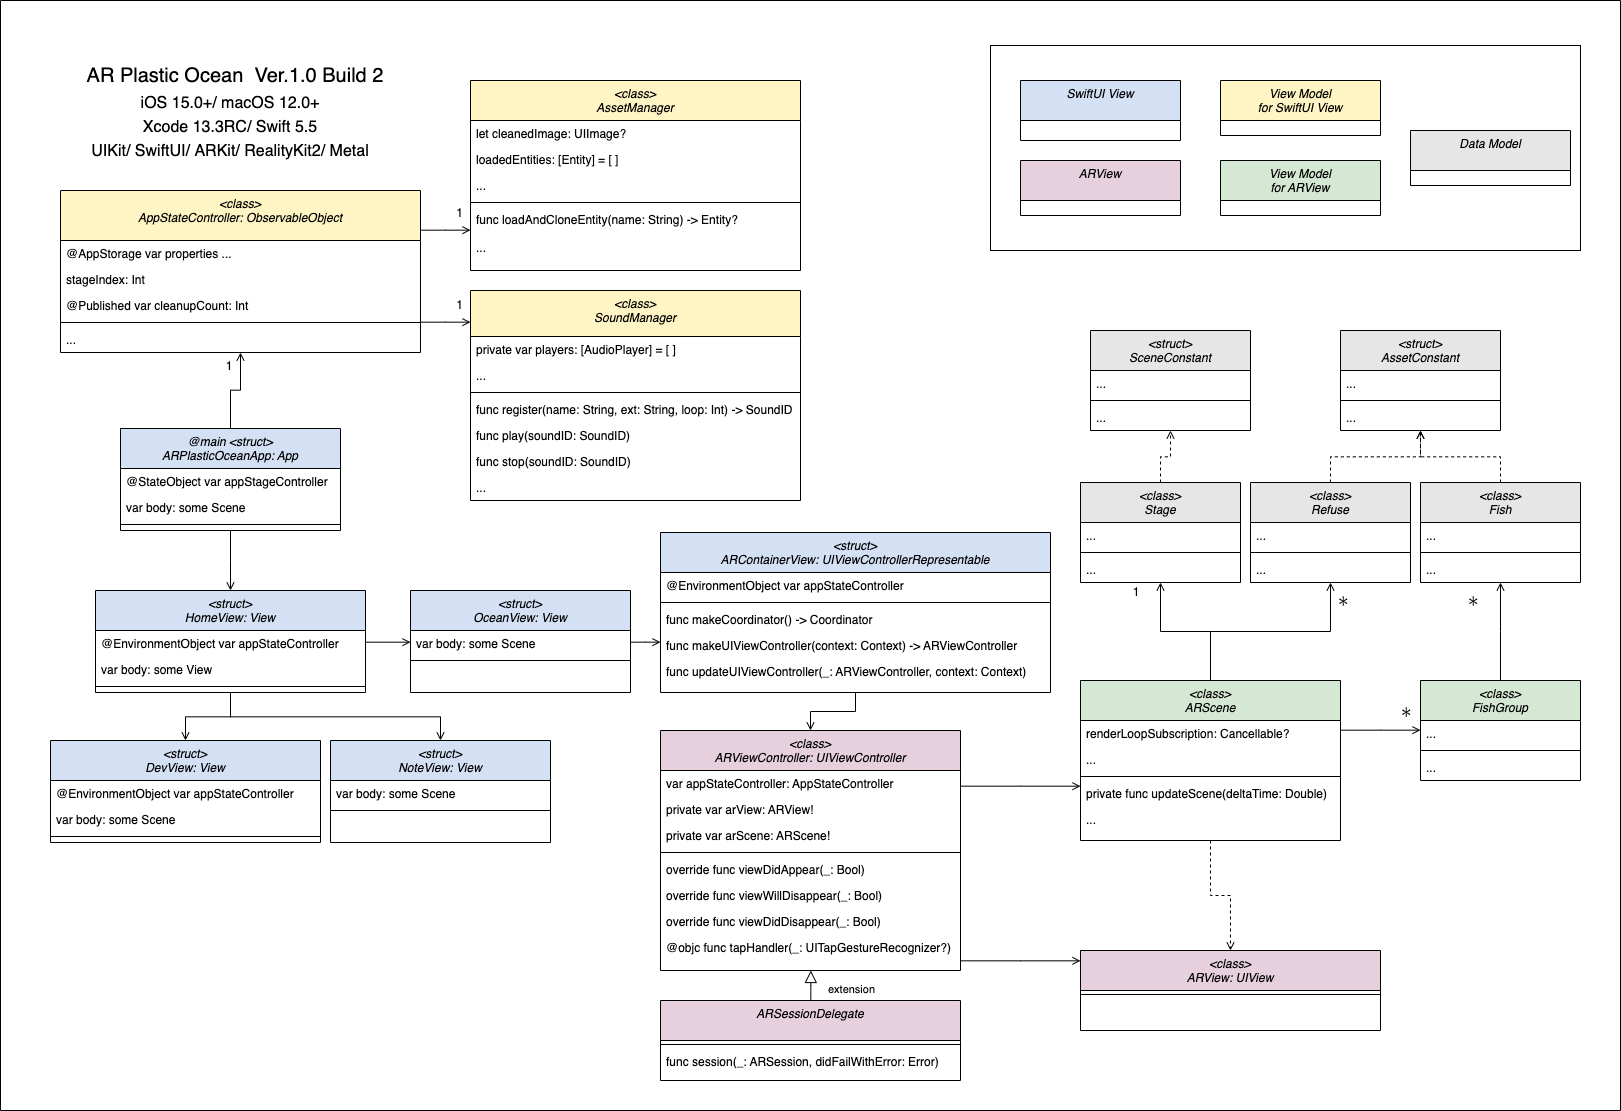 AR Plastic Ocean  Ver.1.0 Build 2
iOS 15.0+/ macOS 12.0+
Xcode 13.3RC/ Swift 5.5
UIKit/ SwiftUI/ ARKit/ RealityKit2/ Metal
SwiftUI View
View Model
for SwiftUI View
Data Model
ARView
View Model
for ARView
<class>
AssetManager
let cleanedImage: UIImage?
loadedEntities: [Entity] = [ ]
...
func loadAndCloneEntity(name: String) -> Entity?
...
<class>
AppStateController: ObservableObject
@AppStorage var properties ...
stageIndex: Int
@Published var cleanupCount: Int
...
1
1
1
<class>
SoundManager
private var players: [AudioPlayer] = [ ]
...
func register(name: String, ext: String, loop: Int) -> SoundID
func play(soundID: SoundID)
func stop(soundID: SoundID)
...
@main <struct>
ARPlasticOceanApp: App
@StateObject var appStageController
var body: some Scene
<struct>
HomeView: View
@EnvironmentObject var appStateController
var body: some View
<struct>
OceanView: View
var body: some Scene
<struct>
DevView: View
@EnvironmentObject var appStateController
var body: some Scene
<struct>
NoteView: View
var body: some Scene
<struct>
ARContainerView: UIViewControllerRepresentable
@EnvironmentObject var appStateController
func makeCoordinator() -> Coordinator
func makeUIViewController(context: Context) -> ARViewController
func updateUIViewController(_: ARViewController, context: Context)
<class>
ARViewController: UIViewController
var appStateController: AppStateController
private var arView: ARView!
private var arScene: ARScene!
override func viewDidAppear(_: Bool)
override func viewWillDisappear(_: Bool)
override func viewDidDisappear(_: Bool)
@objc func tapHandler(_: UITapGestureRecognizer?)
extension
ARSessionDelegate
func session(_: ARSession, didFailWithError: Error)
<struct>
SceneConstant
...
...
<struct>
AssetConstant
...
...
<class>
Stage
...
...
<class>
Refuse
...
...
<class>
Fish
...
...
1
*
*
<class>
ARScene
renderLoopSubscription: Cancellable?
...
private func updateScene(deltaTime: Double)
...
*
<class>
FishGroup
...
...
<class>
ARView: UIView